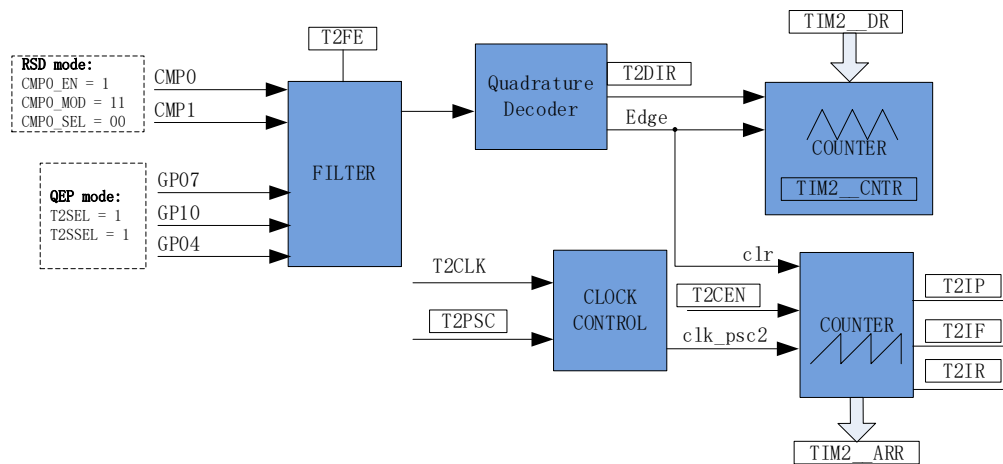 RSD mode:
CMP0_EN = 1
CMP0_MOD = 11
CMP0_SEL = 00
CMP0
CMP1
QEP mode:
T2SEL = 1
T2SSEL = 1
GP07
GP10
GP04
T2FE
FILTER
Quadrature
Decoder
T2DIR
Edge
TIM2__DR
COUNTER
TIM2__CNTR
T2CLK
T2PSC
CLOCK
CONTROL
clr
T2CEN
clk_psc2
COUNTER
T2IP
T2IF
T2IR
TIM2__ARR